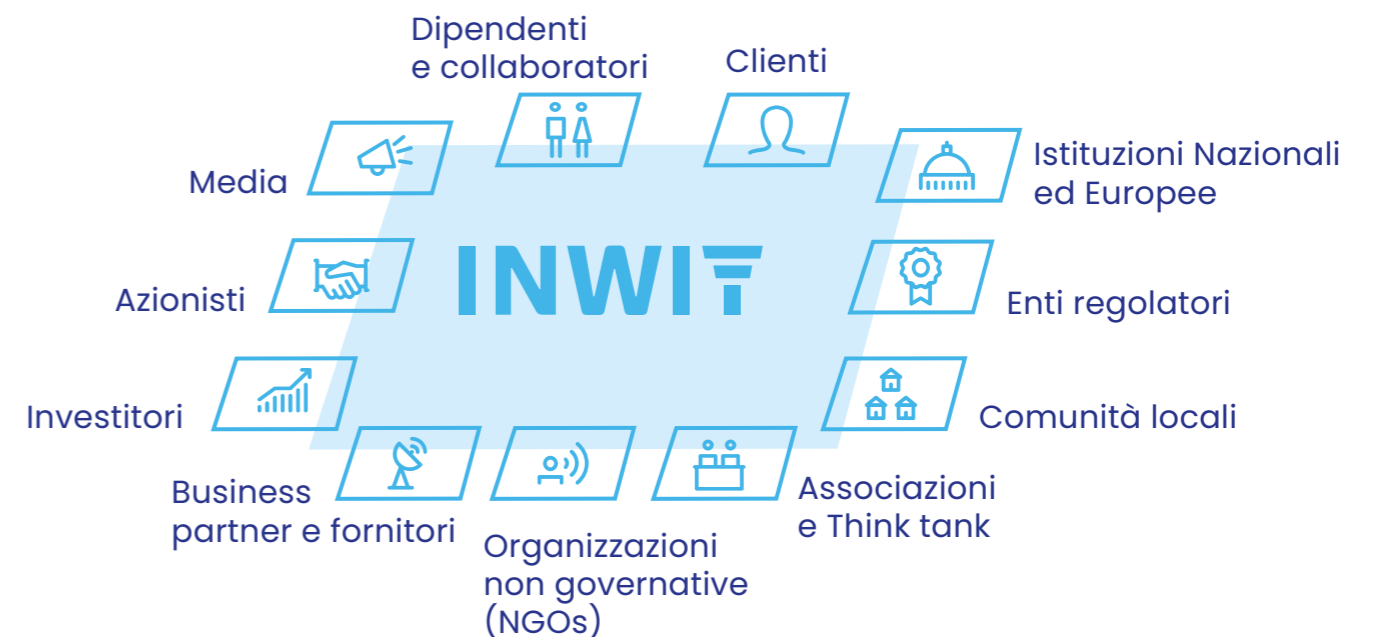 Dipendenti
e collaboratori
Clienti
Media
Istituzioni Nazionali
ed Europee
INWIT
Azionisti
Enti regolatori
Investitori
Comunità locali
Business
partner e fornitori
Organizzazioni
non governative
(NGOs)
Associazioni
e Think tank